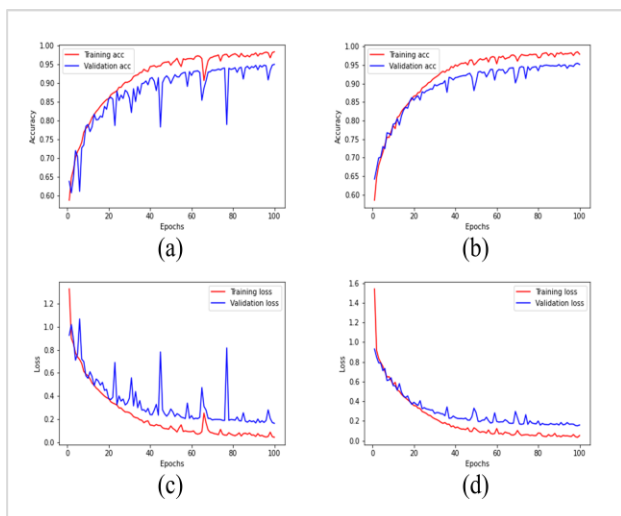 1.00
0.95
0.90
0.85
0.80
0.75
0.70
0.65
0.60
Accuracy
Training acc
Validation acc
0 20 40 60 80 100
Epochs
(a)
1.00
0.95
0.90
0.85
0.80
0.75
0.70
0.65
0.60
Accuracy
Training acc
Validation acc
0 20 40 60 80 100
Epochs
(b)
1.2
1.0
0.8
0.6
0.4
0.2
0.0
Loss
Training loss
Validation loss
0 20 40 60 80 100
Epochs
(c)
1.6
1.4
1.2
1.0
0.8
0.6
0.4
0.2
0.0
Loss
Training loss
Validation loss
0 20 40 60 80 100
Epochs
(d)